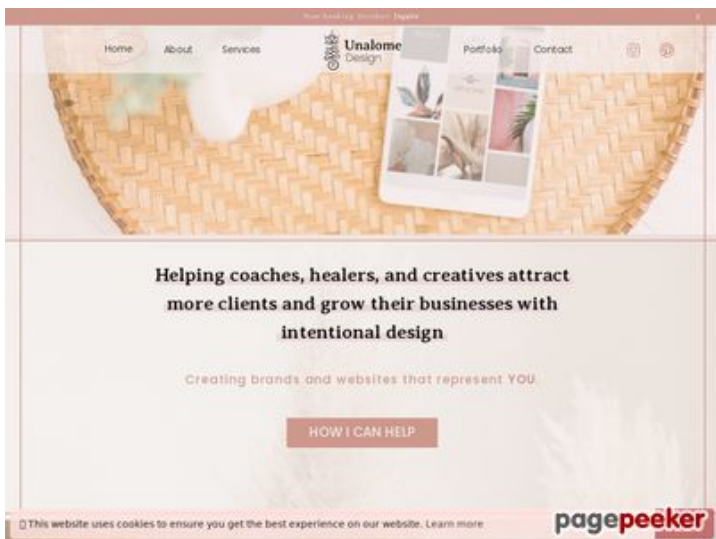 Now booking October. Inquire
x
Home
About
Services
Unalome
Design
Portfolio
Contact
Helping coaches, healers, and creatives attract
more clients and grow their businesses with
intentional design
Creating brands and websites that represent YOU.
HOW I CAN HELP
This website uses cookies to ensure you get the best experience on our website. Learn more
pagepeeker